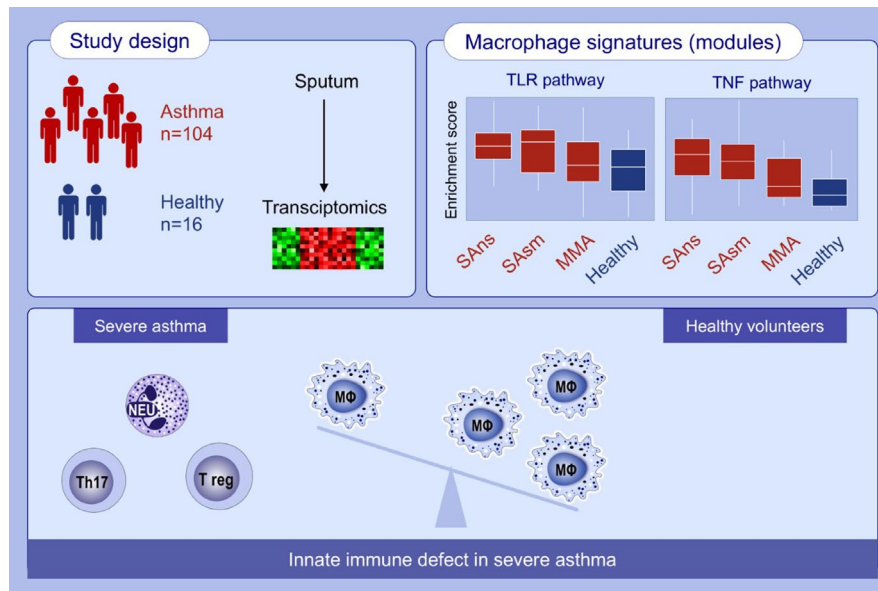 Study design
Asthma
n=104
Healthy
n=16
Sputum
Transciptomics
Macrophage signatures (modules)
TLR pathway
TNF pathway
Enrichment score
SAns
SAsm
MMA
Healthy
SAns
SAsm
MMA
Healthy
Severe asthma
Healthy volunteers
NEU
Th17
T reg
MΦ
MΦ
MΦ
MΦ
Innate immune defect in severe asthma